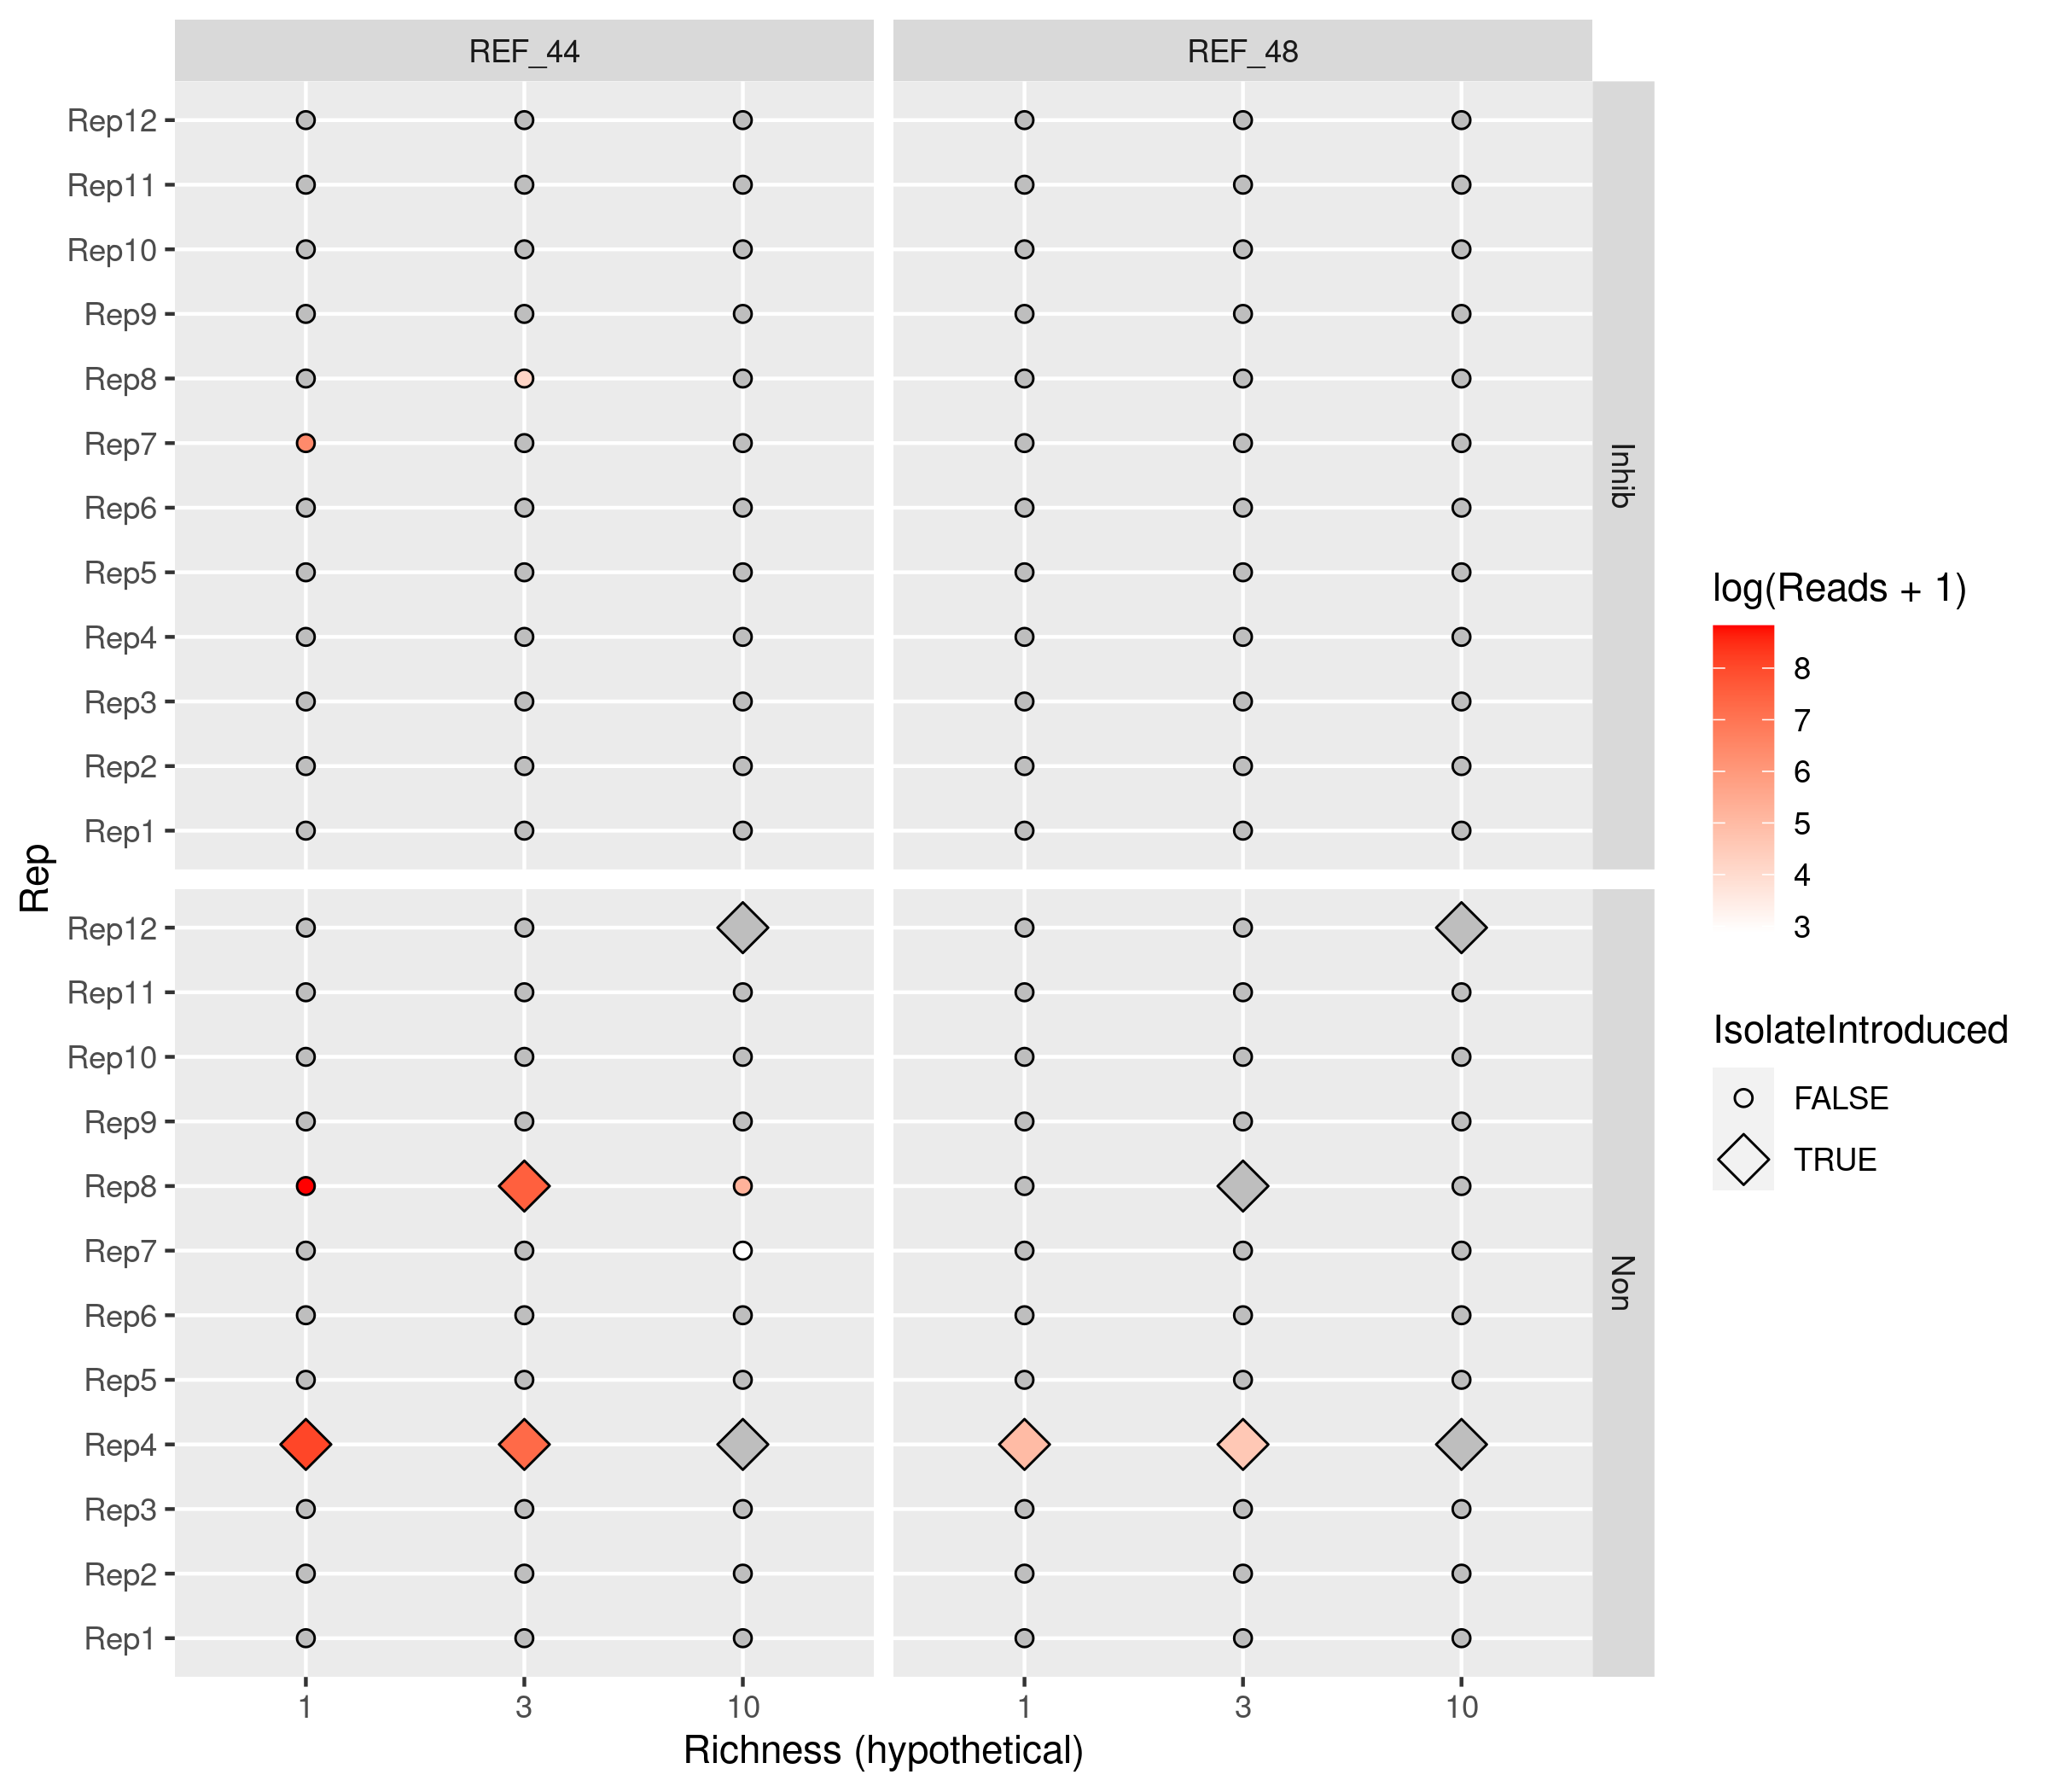 REF_44
REF_48
Rep12
Rep11
Rep10
Rep9
Rep8
Rep7
Rep6
Rep5
Rep4
Rep3
Rep2
Rep1
Inhib
Rep
Rep12
Rep11
Rep10
Rep9
Rep8
Rep7
Rep6
Rep5
Rep4
Rep3
Rep2
Rep1
Non
1 3 10
1 3 10
Richness (hypothetical)
log(Reads + 1)
8
7
6
5
4
3
IsolateIntroduced
FALSE
TRUE